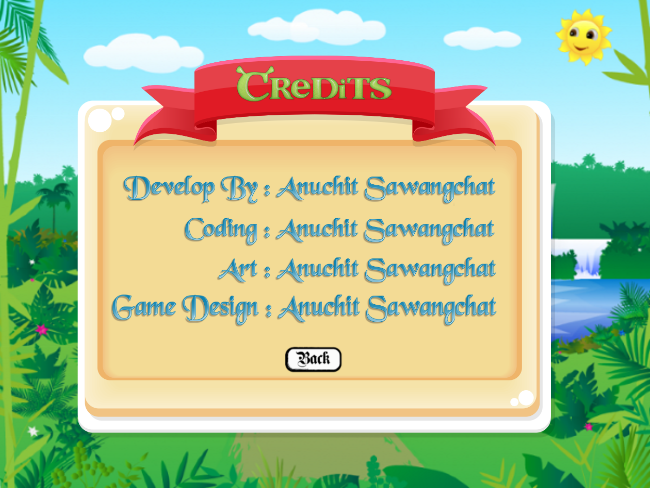 CReDiTS
Develop By : Anuchit Sawangchat
Coding : Anuchit Sawangchat
Art : Anuchit Sawangchat
Game Design : Anuchit Sawangchat
Back